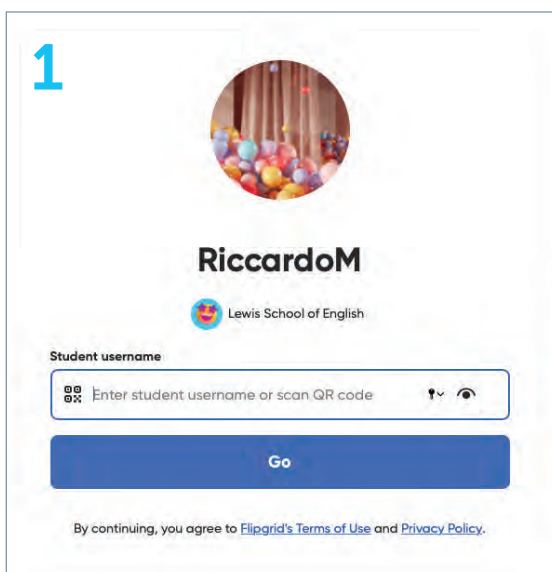 1
RiccardoM
Lewis School of English
Student username
Enter student username or scan QR code
Go
By continuing, you agree to Flipgrid's Terms of Use and Privacy Policy.